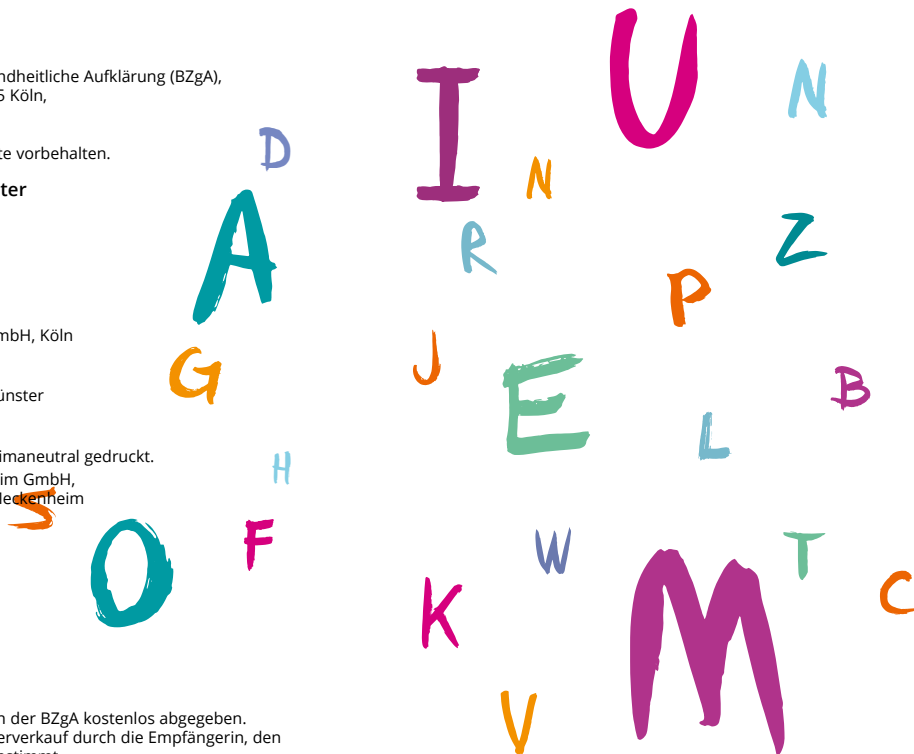 ndheitliche Aufklärung (BZgA),
5 Köln,
te vorbehalten.
ter
mbH, Köln
ünster
imaneutral gedruckt.
im GmbH,
Meckenheim
n der BZgA kostenlos abgegeben.
erverkauf durch die Empfängerin, den
U
I
N
D
N
A
R
Z
P
J
G
E
B
L
H
S
O
F
W
T
K
M
C
V